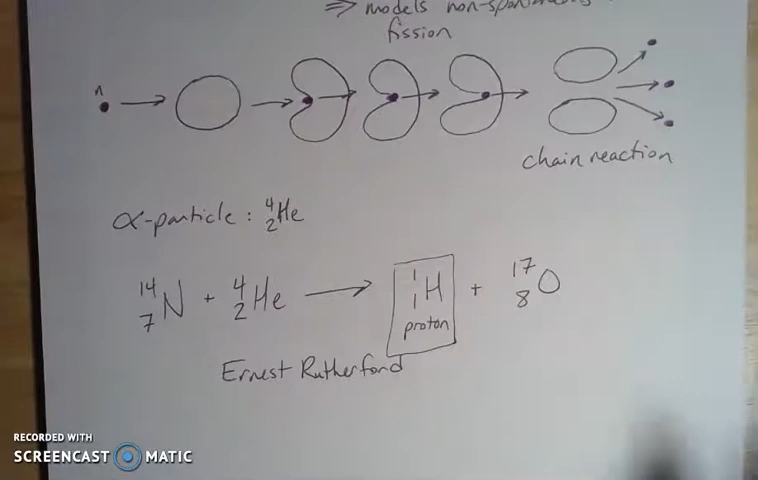 ⇒ models non-spontaneous
fission
n
chain reaction
α-particle : ⁴₂He
¹⁴₇N + ⁴₂He ⟶ ¹₁H + ¹⁷₈O
proton
Ernest Rutherford
RECORDED WITH
SCREENCAST MATIC